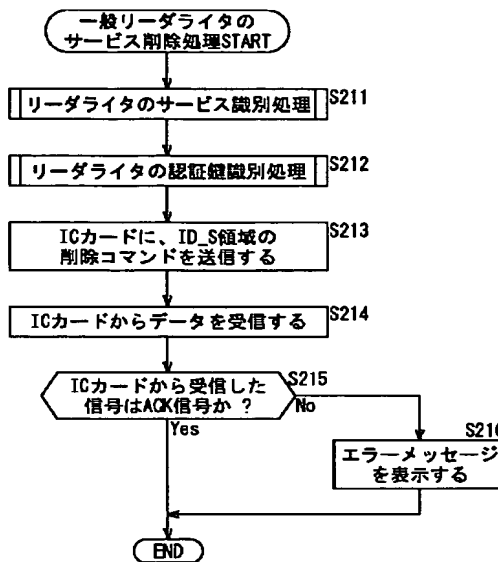 一般リーダライタの
サービス削除処理START
リーダライタのサービス識別処理
S211
リーダライタの認証鍵識別処理
S212
ICカードに、ID_S領域の
削除コマンドを送信する
S213
ICカードからデータを受信する
S214
ICカードから受信した
信号はACK信号か ?
S215
No
Yes
S216
エラーメッセージ
を表示する
END